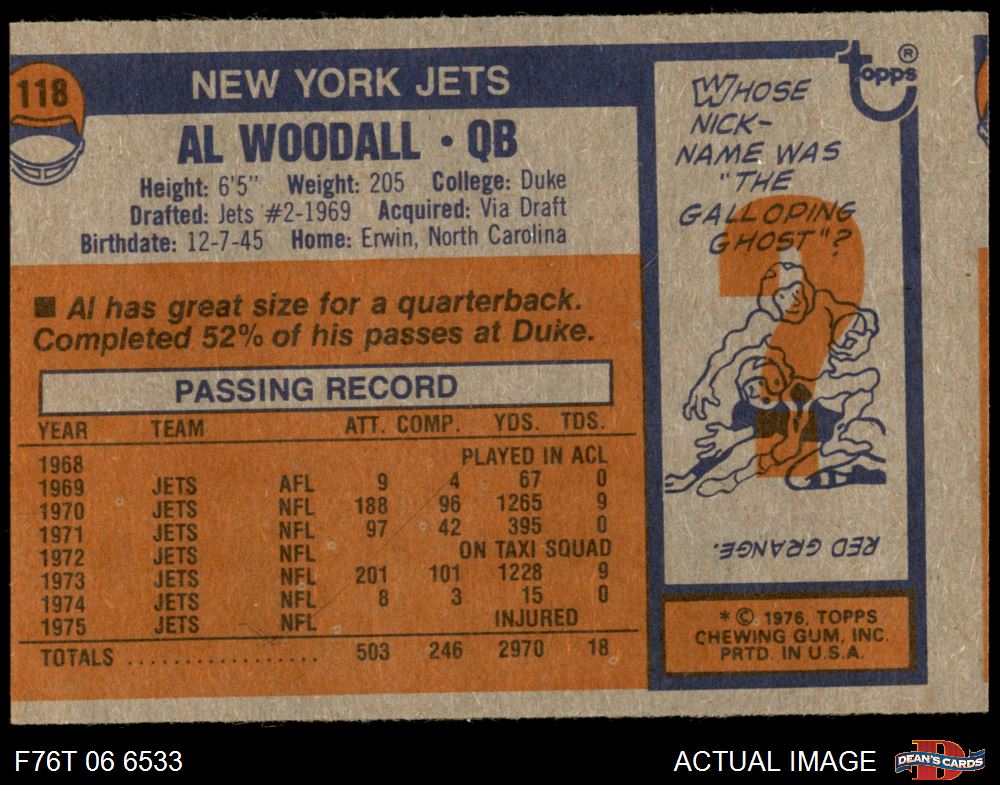 118
NEW YORK JETS
AL WOODALL • QB
Height: 6'5" Weight: 205 College: Duke
Drafted: Jets #2-1969 Acquired: Via Draft
Birthdate: 12-7-45 Home: Erwin, North Carolina
■ Al has great size for a quarterback.
Completed 52% of his passes at Duke.
PASSING RECORD
YEAR TEAM ATT. COMP. YDS. TDS.
1968 PLAYED IN ACL
1969 JETS AFL 9 4 67 0
1970 JETS NFL 188 96 1265 9
1971 JETS NFL 97 42 395 0
1972 JETS NFL ON TAXI SQUAD
1973 JETS NFL 201 101 1228 9
1974 JETS NFL 8 3 15 0
1975 JETS NFL INJURED
TOTALS .................. 503 246 2970 18
topps®
WHOSE
NICK-
NAME WAS
"THE
GALLOPING
GHOST"?
RED GRANGE.
* © 1976, TOPPS
CHEWING GUM, INC.
PRTD. IN U.S.A.
F76T 06 6533
ACTUAL IMAGE
D
DEAN'S CARDS